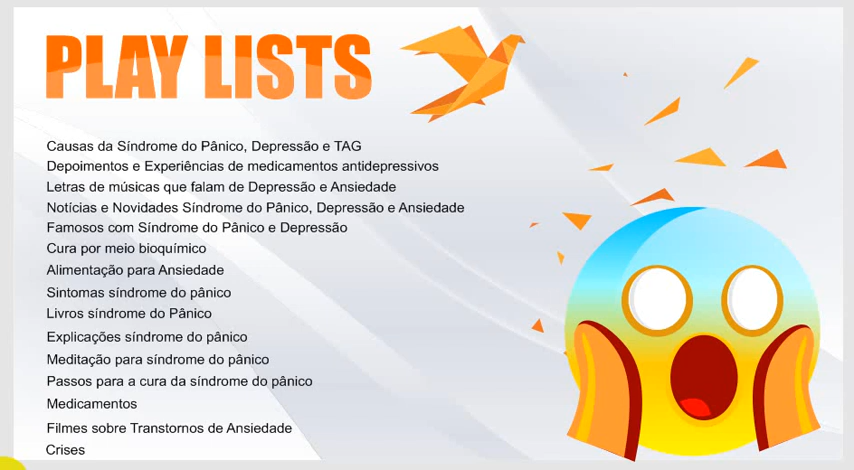 PLAY LISTS
Causas da Síndrome do Pânico, Depressão e TAG
Depoimentos e Experiências de medicamentos antidepressivos
Letras de músicas que falam de Depressão e Ansiedade
Notícias e Novidades Síndrome do Pânico, Depressão e Ansiedade
Famosos com Síndrome do Pânico e Depressão
Cura por meio bioquímico
Alimentação para Ansiedade
Sintomas síndrome do pânico
Livros síndrome do Pânico
Explicações síndrome do pânico
Meditação para síndrome do pânico
Passos para a cura da síndrome do pânico
Medicamentos
Filmes sobre Transtornos de Ansiedade
Crises